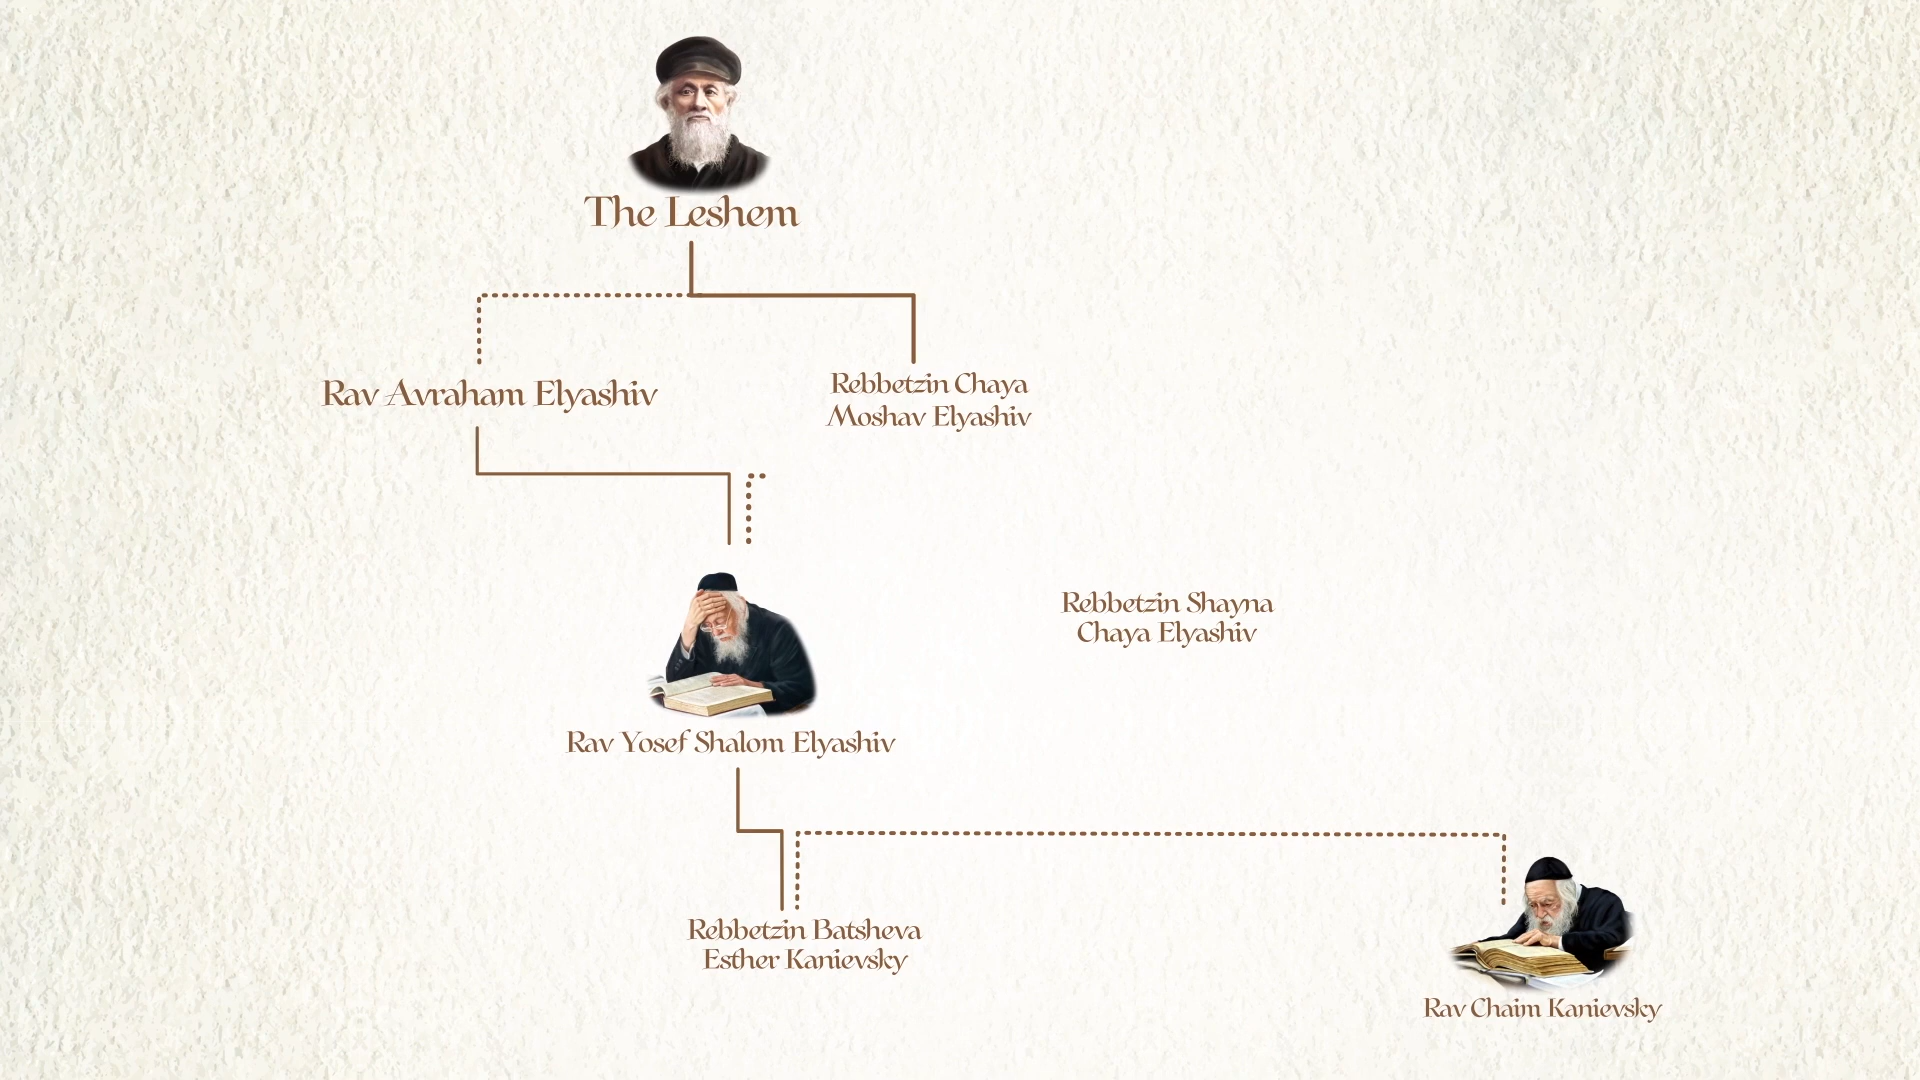 The Leshem
Rav Avraham Elyashiv
Rebbetzin Chaya
Moshav Elyashiv
Rebbetzin Shayna
Chaya Elyashiv
Rav Yosef Shalom Elyashiv
Rebbetzin Batsheva
Esther Kanievsky
Rav Chaim Kanievsky